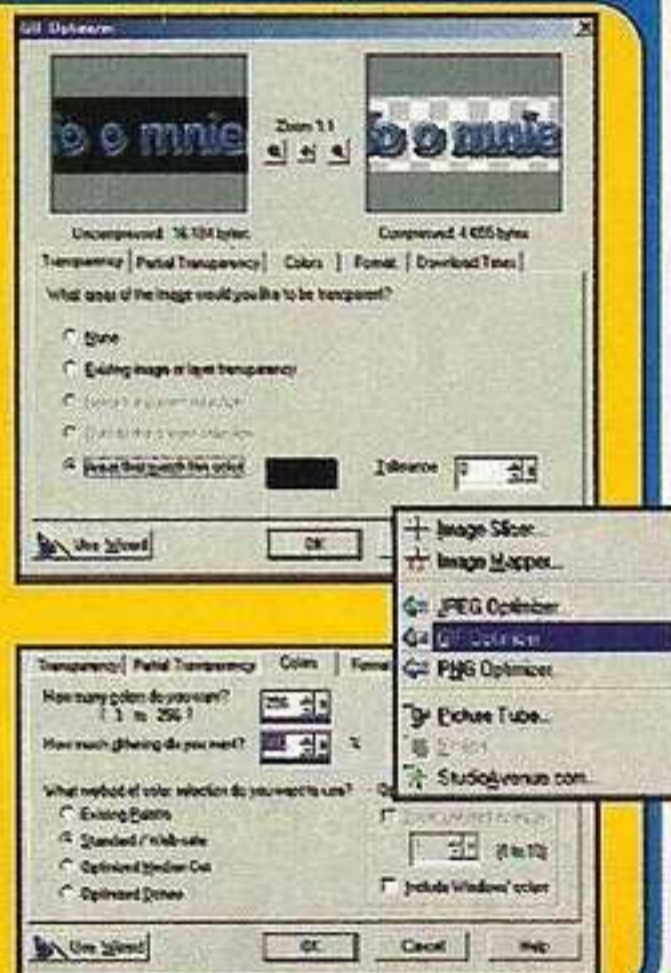 GIF Optimizer
o o mnie
Zoom 1:1
o o mnie
Uncompressed: 16 184 bytes
Compressed: 4 655 bytes
Transparency
Partial Transparency
Colors
Format
Download Times
What areas of the image would you like to be transparent?
None
Existing image or layer transparency
Areas that match this color
Tolerance
Use Wizard
OK
Image Slicer...
Image Mapper...
JPEG Optimizer
GIF Optimizer
PNG Optimizer
Picture Tube...
StudioAvenue.com...
Transparency
Partial Transparency
Colors
How many colors do you want?
256
How much dithering do you want?
%
What method of color selection do you want to use?
Existing Palette
Standard / Web-safe
Optimized Median Cut
Optimized Octree
1
(1 to 10)
Include Windows' colors
Use Wizard
OK
Cancel
Help